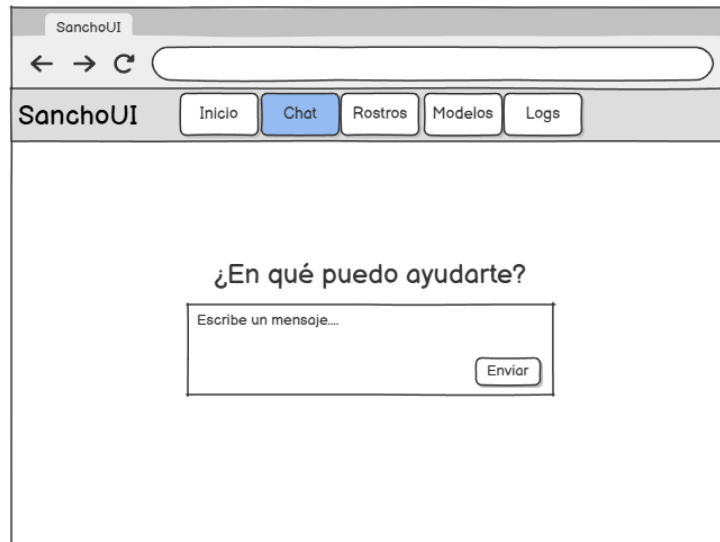 SanchoUI
SanchoUI Inicio Chat Rostros Modelos Logs
¿En qué puedo ayudarte?
Escribe un mensaje....
Enviar